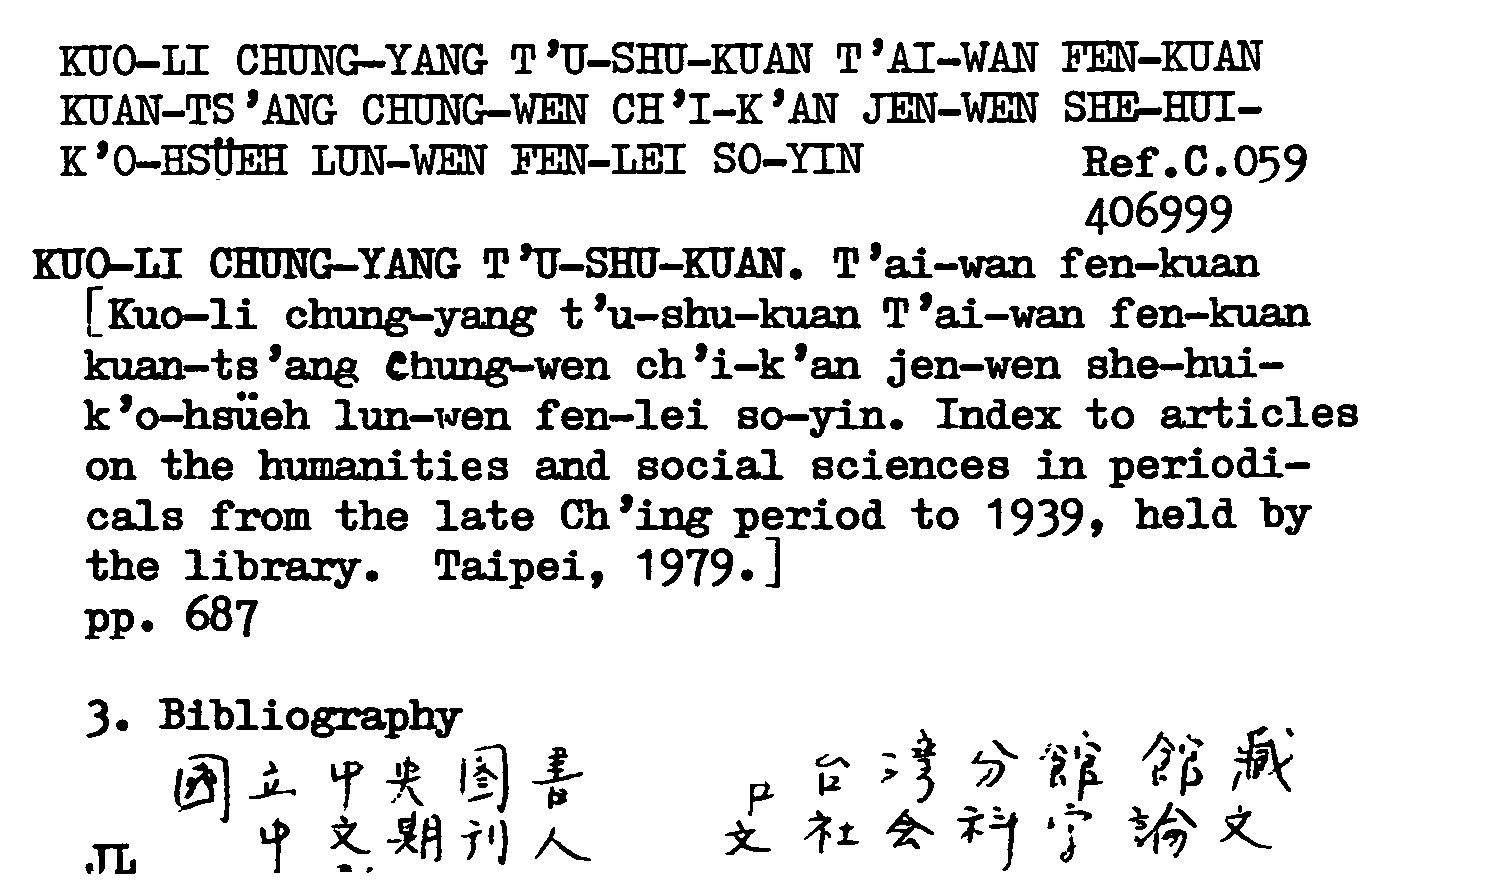 KUO-LI CHUNG-YANG T'U-SHU-KUAN T'AI-WAN FEN-KUAN
KUAN-TS'ANG CHUNG-WEN CH'I-K'AN JEN-WEN SHE-HUI-
K'O-HSÜEH LUN-WEN FEN-LEI SO-YIN Ref.C.059
406999
KUO-LI CHUNG-YANG T'U-SHU-KUAN. T'ai-wan fen-kuan
[Kuo-li chung-yang t'u-shu-kuan T'ai-wan fen-kuan
kuan-ts'ang Chung-wen ch'i-k'an jen-wen she-hui-
k'o-hsüeh lun-wen fen-lei so-yin. Index to articles
on the humanities and social sciences in periodi-
cals from the late Ch'ing period to 1939, held by
the library. Taipei, 1979.]
pp. 687
3. Bibliography
國立中央图書 台湾分館館藏
中文期刊人文社会科学論文
JL